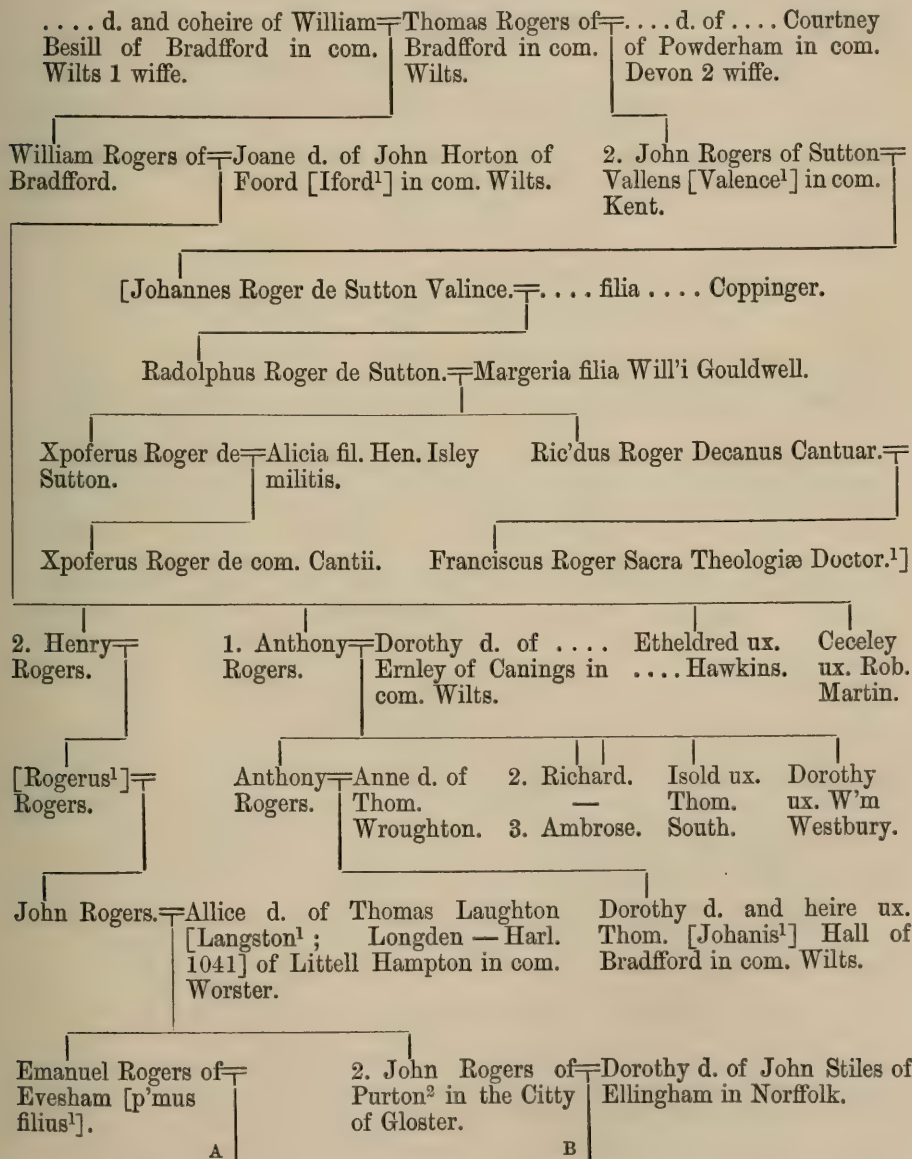 .... d. and coheire of William
Besill of Bradfford in com.
Wilts 1 wiffe.
Thomas Rogers of
Bradfford in com.
Wilts.
.... d. of .... Courtney
of Powderham in com.
Devon 2 wiffe.
William Rogers of
Bradfford.
Joane d. of John Horton of
Foord [Iford¹] in com. Wilts.
2. John Rogers of Sutton
Vallens [Valence¹] in com.
Kent.
[Johannes Roger de Sutton Valince.
.... filia .... Coppinger.
Radolphus Roger de Sutton.
Margeria filia Will'i Gouldwell.
Xpoferus Roger de
Sutton.
Alicia fil. Hen. Isley
militis.
Ric'dus Roger Decanus Cantuar.
Xpoferus Roger de com. Cantii.
Franciscus Roger Sacra Theologiæ Doctor.¹]
2. Henry
Rogers.
1. Anthony
Rogers.
Dorothy d. of ....
Ernley of Canings in
com. Wilts.
Etheldred ux.
.... Hawkins.
Ceceley
ux. Rob.
Martin.
[Rogerus¹]
Rogers.
Anthony
Rogers.
Anne d. of
Thom.
Wroughton.
2. Richard.
—
3. Ambrose.
Isold ux.
Thom.
South.
Dorothy
ux. W'm
Westbury.
John Rogers.
Allice d. of Thomas Laughton
[Langston¹ ; Longden — Harl.
1041] of Littell Hampton in com.
Worster.
Dorothy d. and heire ux.
Thom. [Johanis¹] Hall of
Bradfford in com. Wilts.
Emanuel Rogers of
Evesham [p'mus
filius¹].
2. John Rogers of
Purton² in the Citty
of Gloster.
Dorothy d. of John Stiles of
Ellingham in Norffolk.
A
B